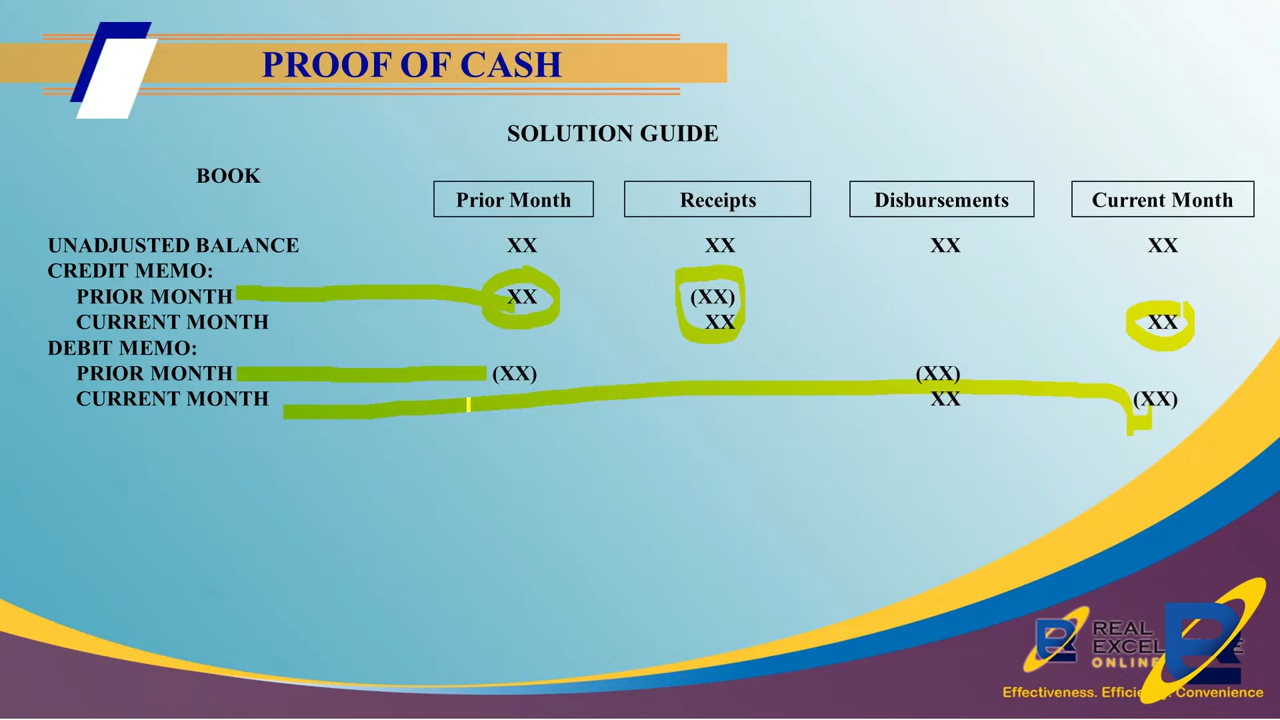 PROOF OF CASH
SOLUTION GUIDE
BOOK
Prior Month Receipts Disbursements Current Month
UNADJUSTED BALANCE XX XX XX XX
CREDIT MEMO:
PRIOR MONTH XX (XX)
CURRENT MONTH XX XX
DEBIT MEMO:
PRIOR MONTH (XX) (XX)
CURRENT MONTH XX (XX)
REAL
ONLINE
Effectiveness. Convenience